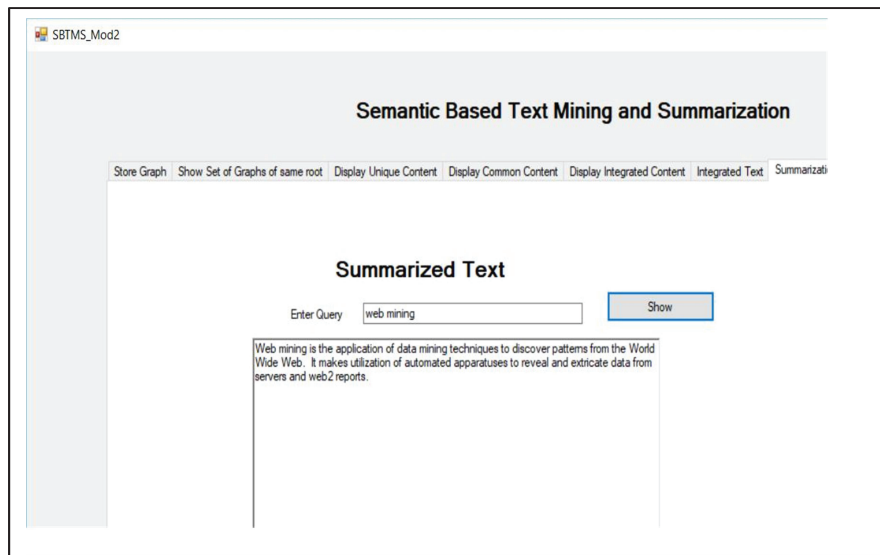 SBTMS_Mod2
Semantic Based Text Mining and Summarization
Store Graph Show Set of Graphs of same root Display Unique Content Display Common Content Display Integrated Content Integrated Text Summarizati
Summarized Text
Enter Query web mining Show
Web mining is the application of data mining techniques to discover patterns from the World
Wide Web. It makes utilization of automated apparatuses to reveal and extricate data from
servers and web2 reports.